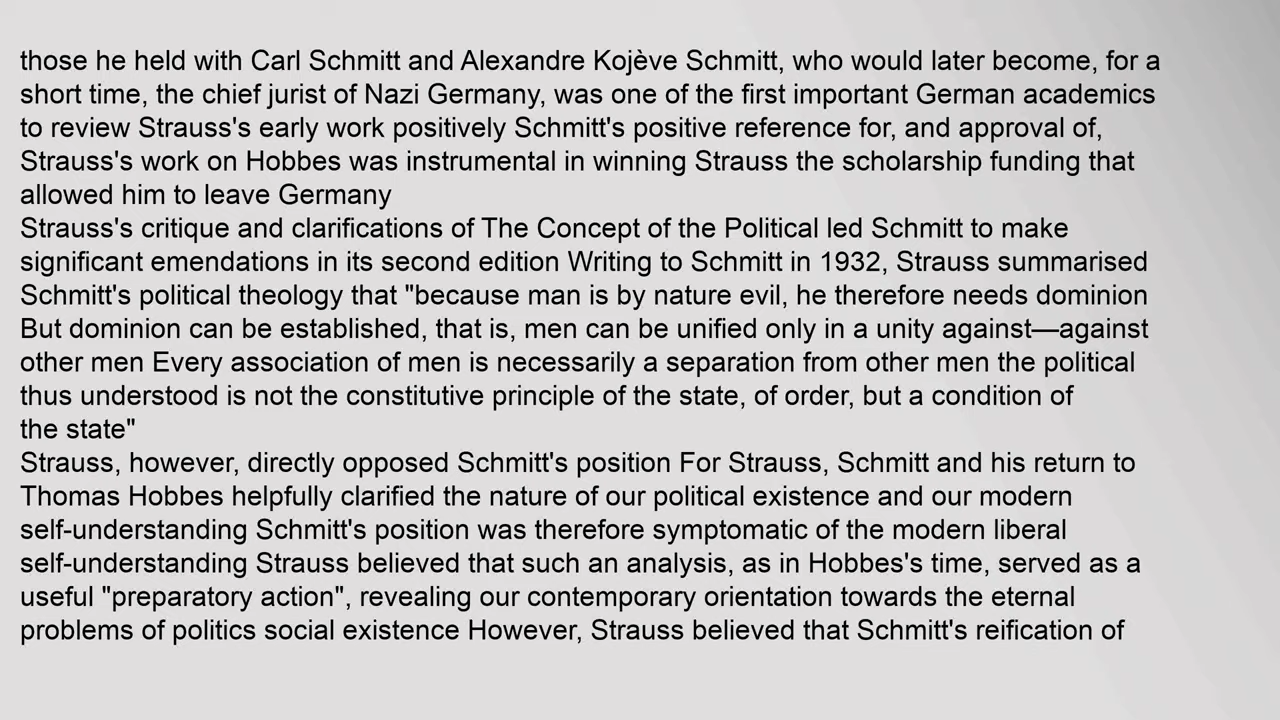 those he held with Carl Schmitt and Alexandre Kojève Schmitt, who would later become, for a
short time, the chief jurist of Nazi Germany, was one of the first important German academics
to review Strauss's early work positively Schmitt's positive reference for, and approval of,
Strauss's work on Hobbes was instrumental in winning Strauss the scholarship funding that
allowed him to leave Germany
Strauss's critique and clarifications of The Concept of the Political led Schmitt to make
significant emendations in its second edition Writing to Schmitt in 1932, Strauss summarised
Schmitt's political theology that "because man is by nature evil, he therefore needs dominion
But dominion can be established, that is, men can be unified only in a unity against—against
other men Every association of men is necessarily a separation from other men the political
thus understood is not the constitutive principle of the state, of order, but a condition of
the state"
Strauss, however, directly opposed Schmitt's position For Strauss, Schmitt and his return to
Thomas Hobbes helpfully clarified the nature of our political existence and our modern
self-understanding Schmitt's position was therefore symptomatic of the modern liberal
self-understanding Strauss believed that such an analysis, as in Hobbes's time, served as a
useful "preparatory action", revealing our contemporary orientation towards the eternal
problems of politics social existence However, Strauss believed that Schmitt's reification of